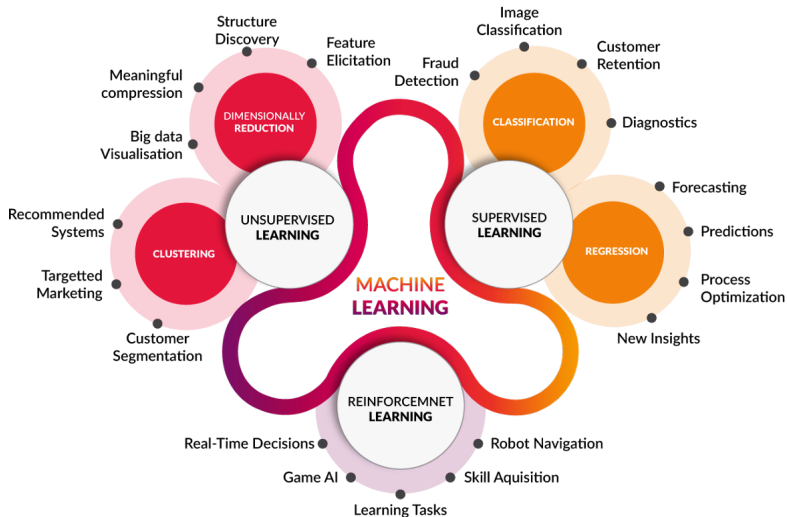 Structure
Discovery
Feature
Elicitation
Meaningful
compression
Big data
Visualisation
DIMENSIONALLY
REDUCTION
Recommended
Systems
Targetted
Marketing
Customer
Segmentation
CLUSTERING
UNSUPERVISED
LEARNING
Image
Classification
Fraud
Detection
Customer
Retention
Diagnostics
CLASSIFICATION
SUPERVISED
LEARNING
Forecasting
Predictions
Process
Optimization
New Insights
REGRESSION
MACHINE
LEARNING
REINFORCEMNET
LEARNING
Real-Time Decisions
Game AI
Learning Tasks
Skill Aquisition
Robot Navigation